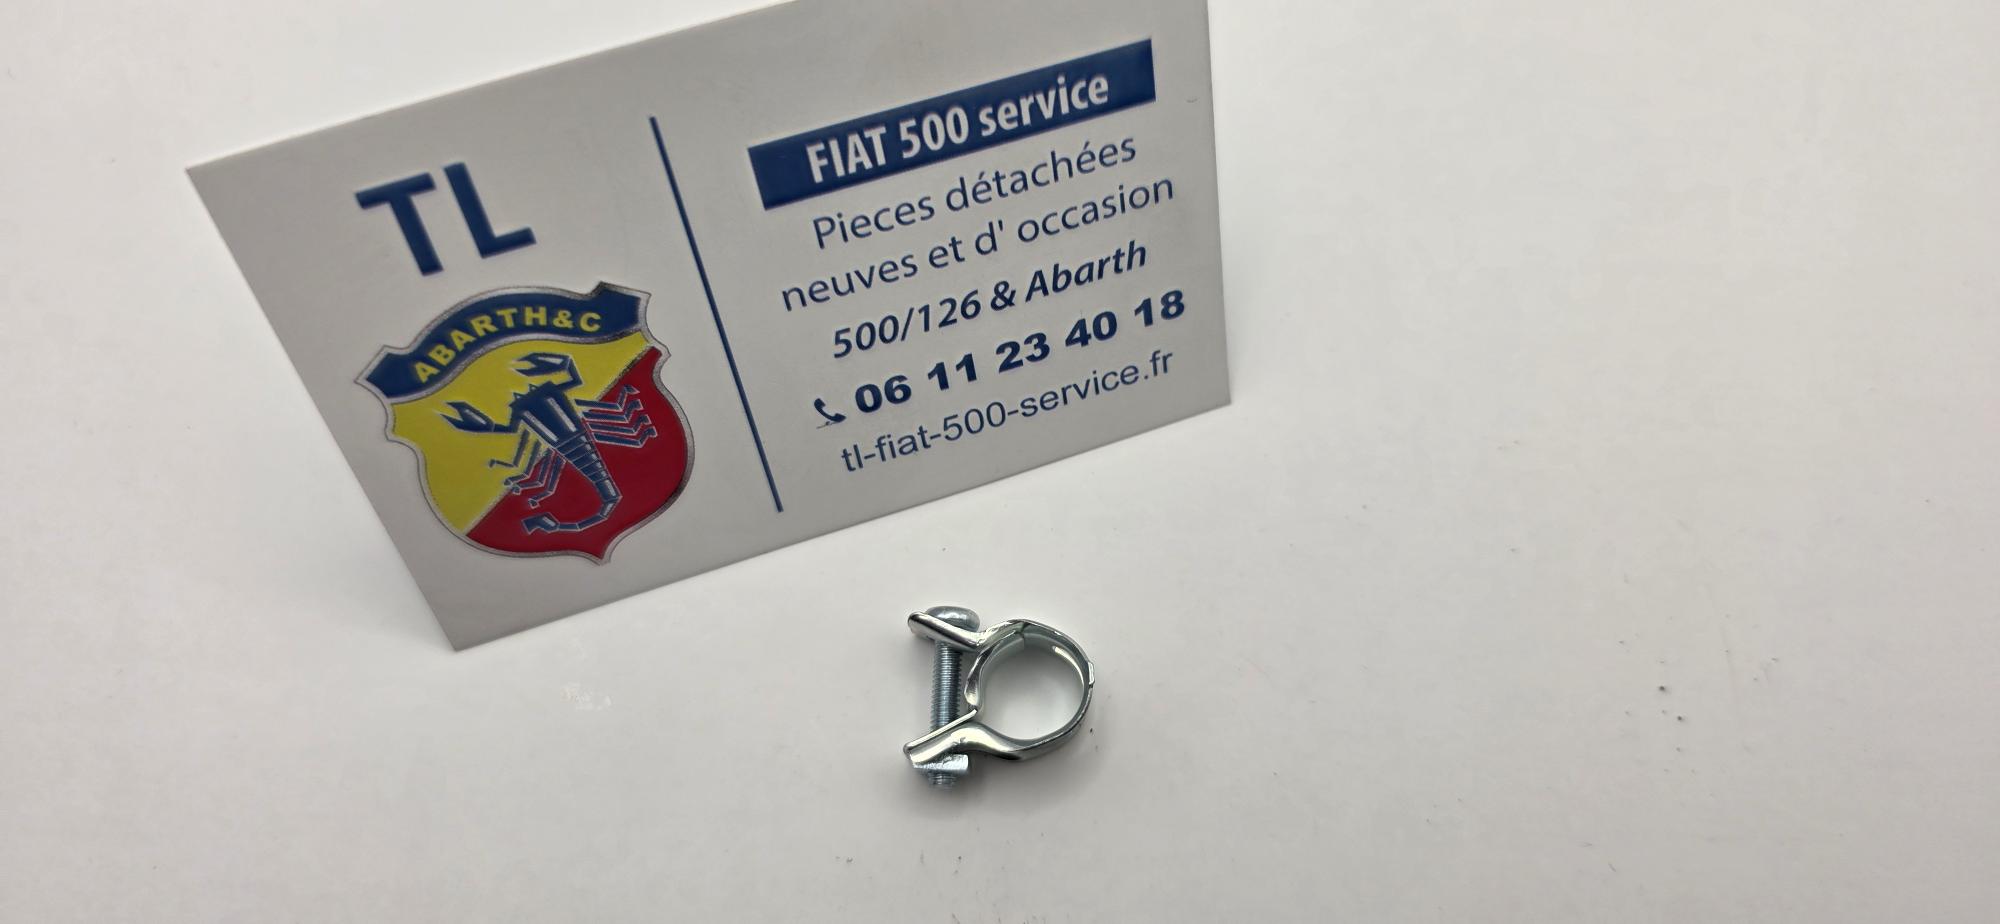 TL
ABARTH&C
FIAT 500 service
Pieces détachées
neuves et d' occasion
500/126 & Abarth
06 11 23 40 18
tl-fiat-500-service.fr